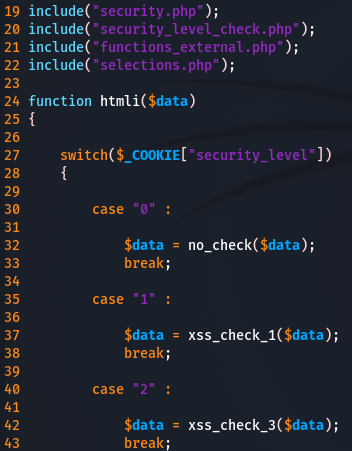 19 include("security.php");
20 include("security_level_check.php");
21 include("functions_external.php");
22 include("selections.php");
23
24 function htmli($data)
25 {
26
27     switch($_COOKIE["security_level"])
28     {
29
30         case "0" :
31
32             $data = no_check($data);
33             break;
34
35         case "1" :
36
37             $data = xss_check_1($data);
38             break;
39
40         case "2" :
41
42             $data = xss_check_3($data);
43             break;